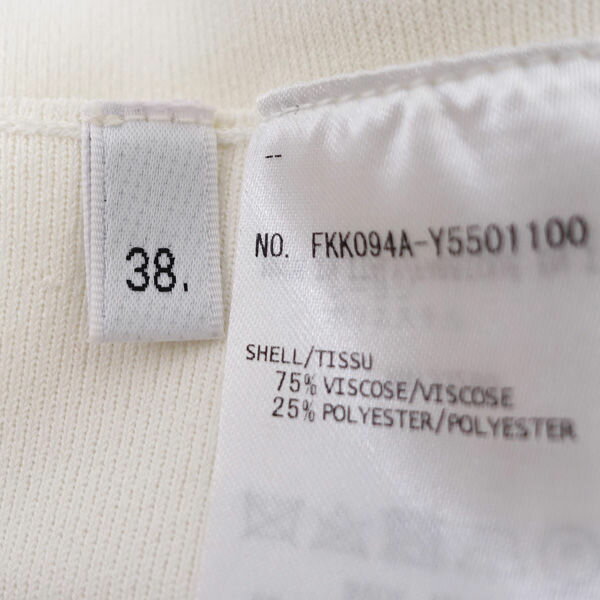 38.
--
NO. FKK094A-Y5501100
SHELL/TISSU
75% VISCOSE/VISCOSE
25% POLYESTER/POLYESTER